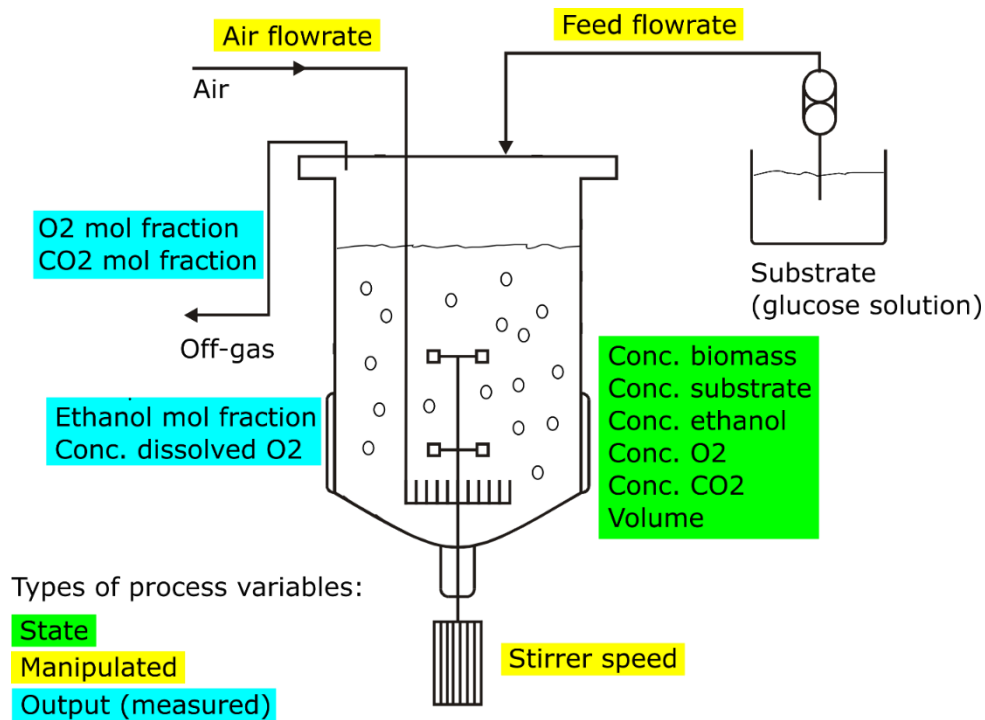 Air flowrate
Feed flowrate
Air
O2 mol fraction
CO2 mol fraction
Substrate
(glucose solution)
Off-gas
Conc. biomass
Conc. substrate
Conc. ethanol
Conc. O2
Conc. CO2
Volume
Ethanol mol fraction
Conc. dissolved O2
Types of process variables:
State
Manipulated
Output (measured)
Stirrer speed